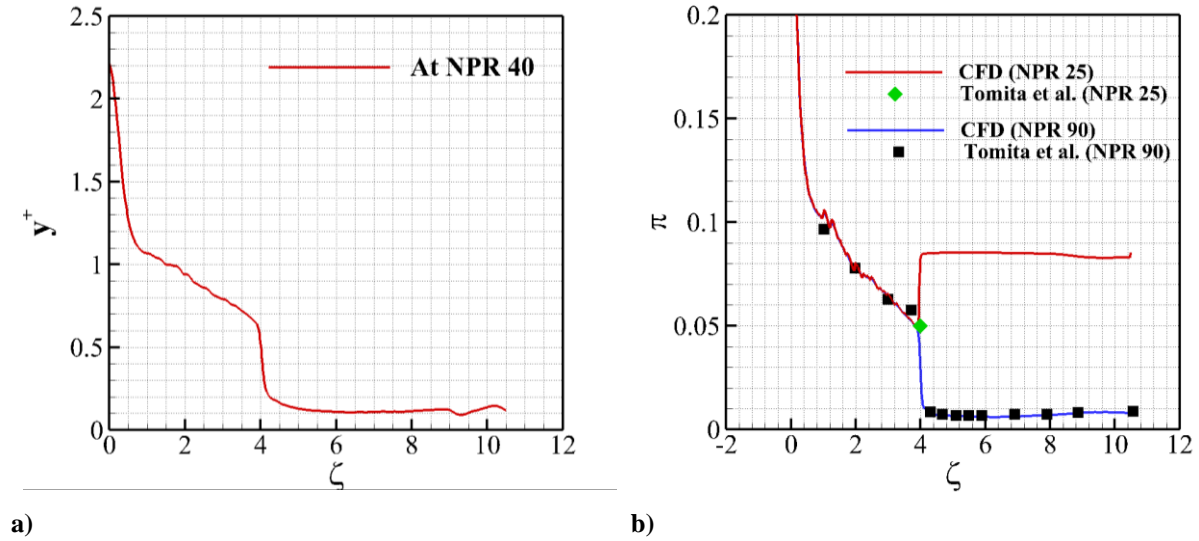 2.5
2
1.5
1
0.5
0
0 2 4 6 8 10 12
y+
ζ
At NPR 40
0.2
0.15
0.1
0.05
0
-2 0 2 4 6 8 10 12
π
ζ
CFD (NPR 25)
Tomita et al. (NPR 25)
CFD (NPR 90)
Tomita et al. (NPR 90)
a)
b)